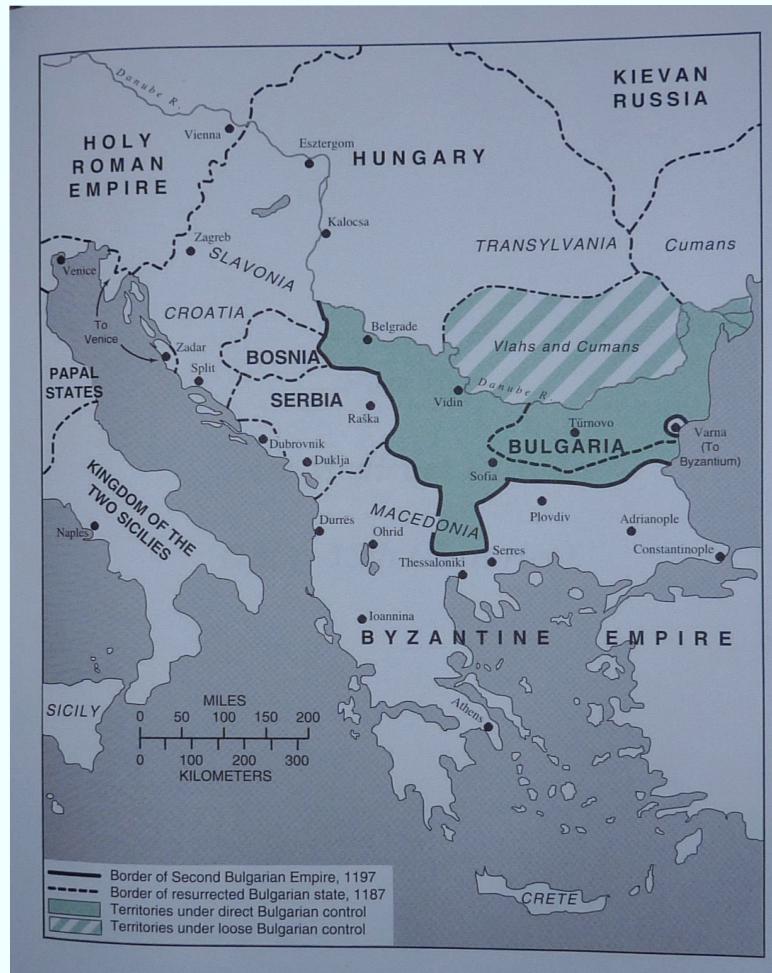 Danube R.
KIEVAN
RUSSIA
HOLY
ROMAN
EMPIRE
Vienna
Esztergom
HUNGARY
Kalocsa
Zagreb
SLAVONIA
TRANSYLVANIA
Cumans
Venice
To
Venice
CROATIA
Zadar
Split
BOSNIA
Belgrade
Vlahs and Cumans
PAPAL
STATES
SERBIA
Raška
Danube R.
Vidin
Tŭrnovo
BULGARIA
Varna
(To
Byzantium)
Dubrovnik
Duklja
Sofia
KINGDOM OF THE
TWO SICILIES
Naples
MACEDONIA
Durrës
Ohrid
Plovdiv
Adrianople
Constantinople
Thessaloniki
Serres
Ioannina
BYZANTINE EMPIRE
SICILY
MILES
0 50 100 150 200
0 100 200 300
KILOMETERS
Athens
CRETE
Border of Second Bulgarian Empire, 1197
Border of resurrected Bulgarian state, 1187
Territories under direct Bulgarian control
Territories under loose Bulgarian control